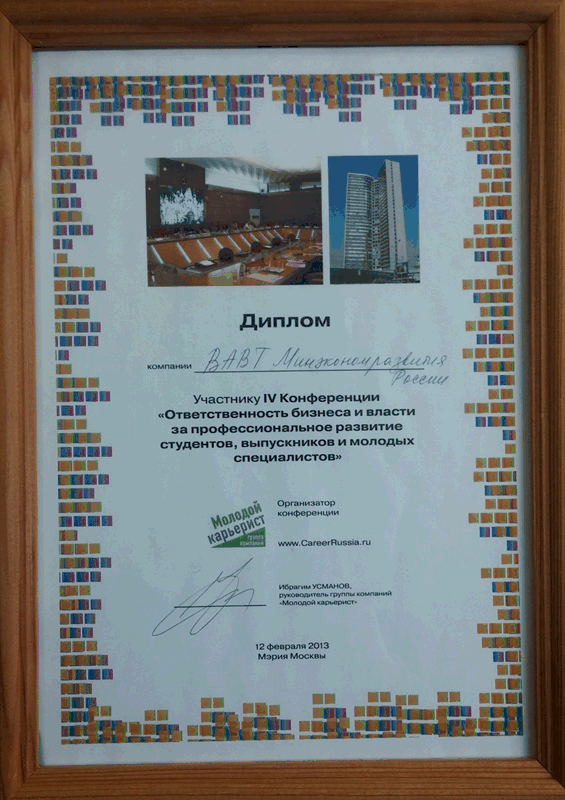 Диплом
компании ВАВТ Минэкономразвития
России
Участнику IV Конференции
«Ответственность бизнеса и власти
за профессиональное развитие
студентов, выпускников и молодых
специалистов»
Молодой
карьерист
группа
компаний
Организатор
конференции
www.CareerRussia.ru
Ибрагим УСМАНОВ,
руководитель группы компаний
«Молодой карьерист»
12 февраля 2013
Мэрия Москвы